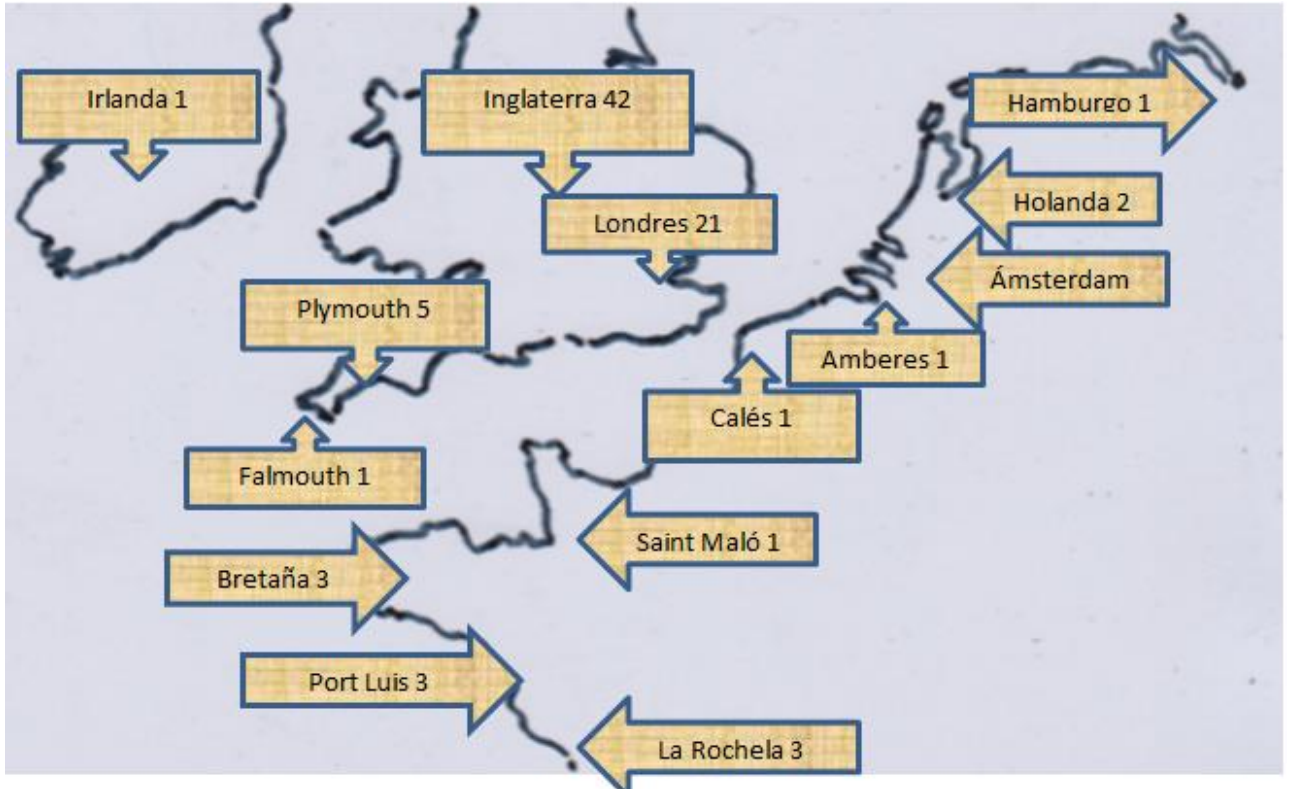 Irlanda 1
Inglaterra 42
Hamburgo 1
Holanda 2
Londres 21
Ámsterdam
Plymouth 5
Amberes 1
Calés 1
Falmouth 1
Saint Maló 1
Bretaña 3
Port Luis 3
La Rochela 3